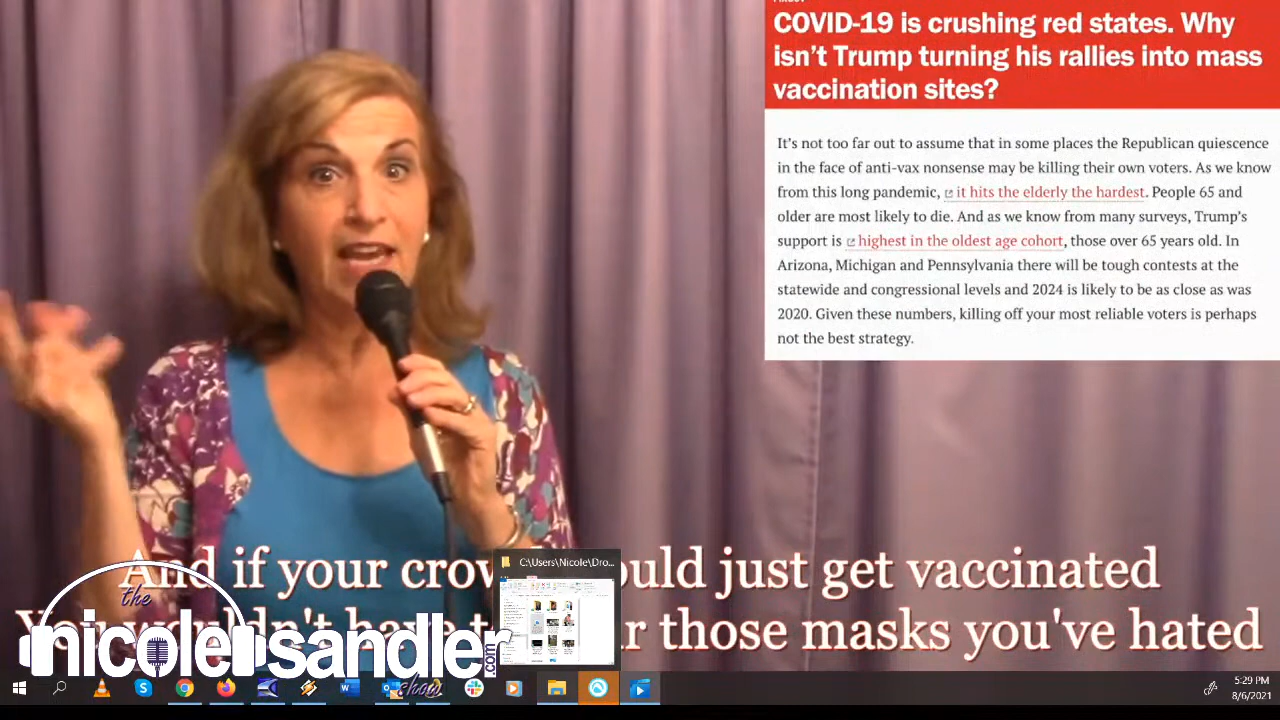 COVID-19 is crushing red states. Why
isn't Trump turning his rallies into mass
vaccination sites?
It's not too far out to assume that in some places the Republican quiescence
in the face of anti-vax nonsense may be killing their own voters. As we know
from this long pandemic, it hits the elderly the hardest. People 65 and
older are most likely to die. And as we know from many surveys, Trump's
support is highest in the oldest age cohort, those over 65 years old. In
Arizona, Michigan and Pennsylvania there will be tough contests at the
statewide and congressional levels and 2024 is likely to be as close as was
2020. Given these numbers, killing off your most reliable voters is perhaps
not the best strategy.
C:\Users\Nicole\Dro...
And if your crow ould just get vaccinated
You wouldn't have t r those masks you've hated
the
nicole sandler
.com
show
5:29 PM
8/6/2021